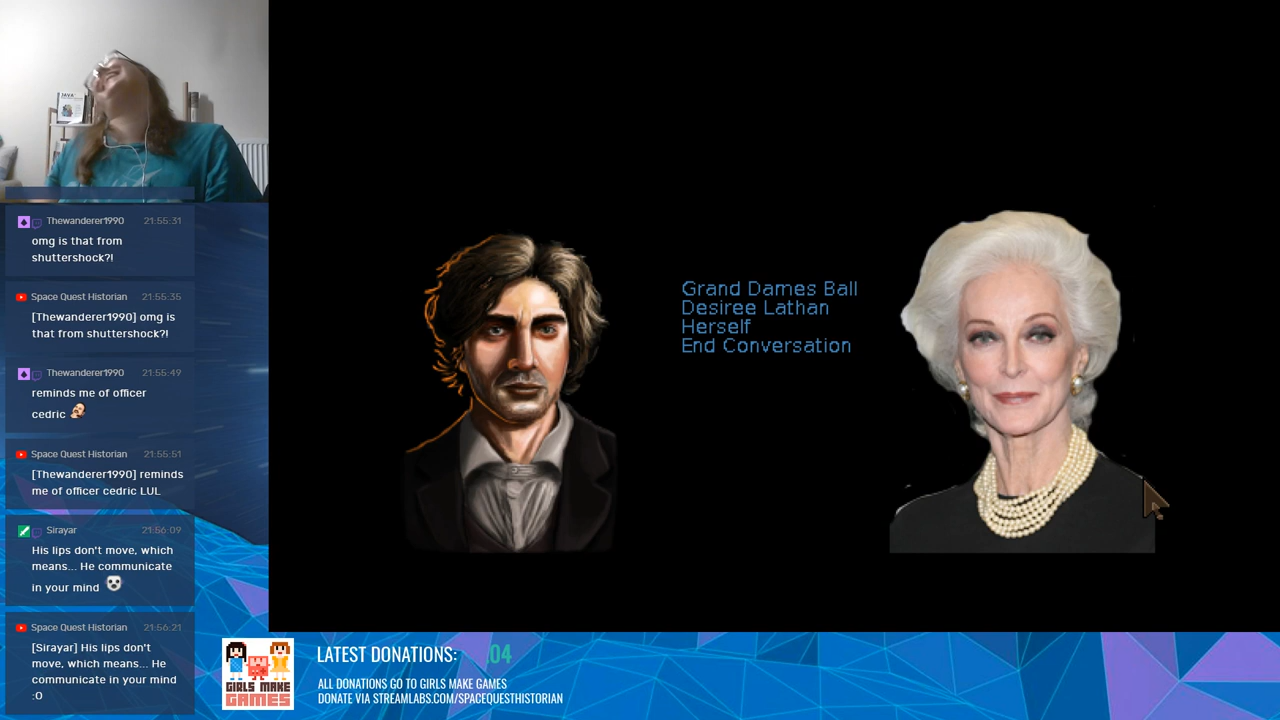 JAVA
Thewanderer1990 21:55:31
omg is that from
shuttershock?!
Space Quest Historian 21:55:35
[Thewanderer1990] omg is
that from shuttershock?!
Thewanderer1990 21:55:49
reminds me of officer
cedric
Space Quest Historian 21:55:51
[Thewanderer1990] reminds
me of officer cedric LUL
Sirayar 21:56:09
His lips don't move, which
means... He communicate
in your mind
Space Quest Historian 21:56:21
[Sirayar] His lips don't
move, which means... He
communicate in your mind
:O
Grand Dames Ball
Desiree Lathan
Herself
End Conversation
GIRLS MAKE
GAMES
LATEST DONATIONS: 04
ALL DONATIONS GO TO GIRLS MAKE GAMES
DONATE VIA STREAMLABS.COM/SPACEQUESTHISTORIAN